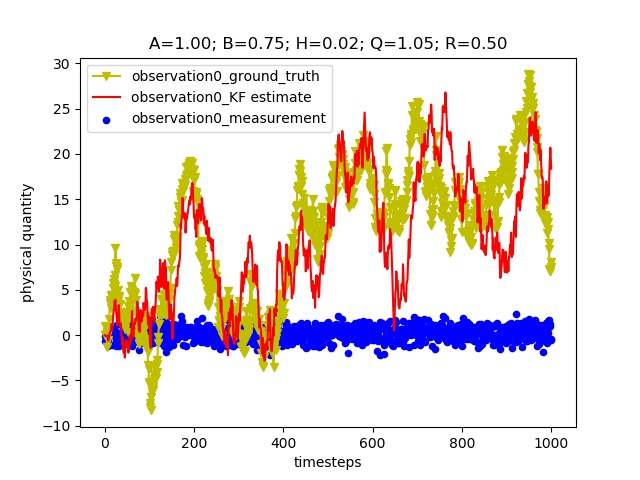 A=1.00; B=0.75; H=0.02; Q=1.05; R=0.50
30
25
20
15
10
5
0
−5
−10
physical quantity
observation0_ground_truth
observation0_KF estimate
observation0_measurement
0 200 400 600 800 1000
timesteps